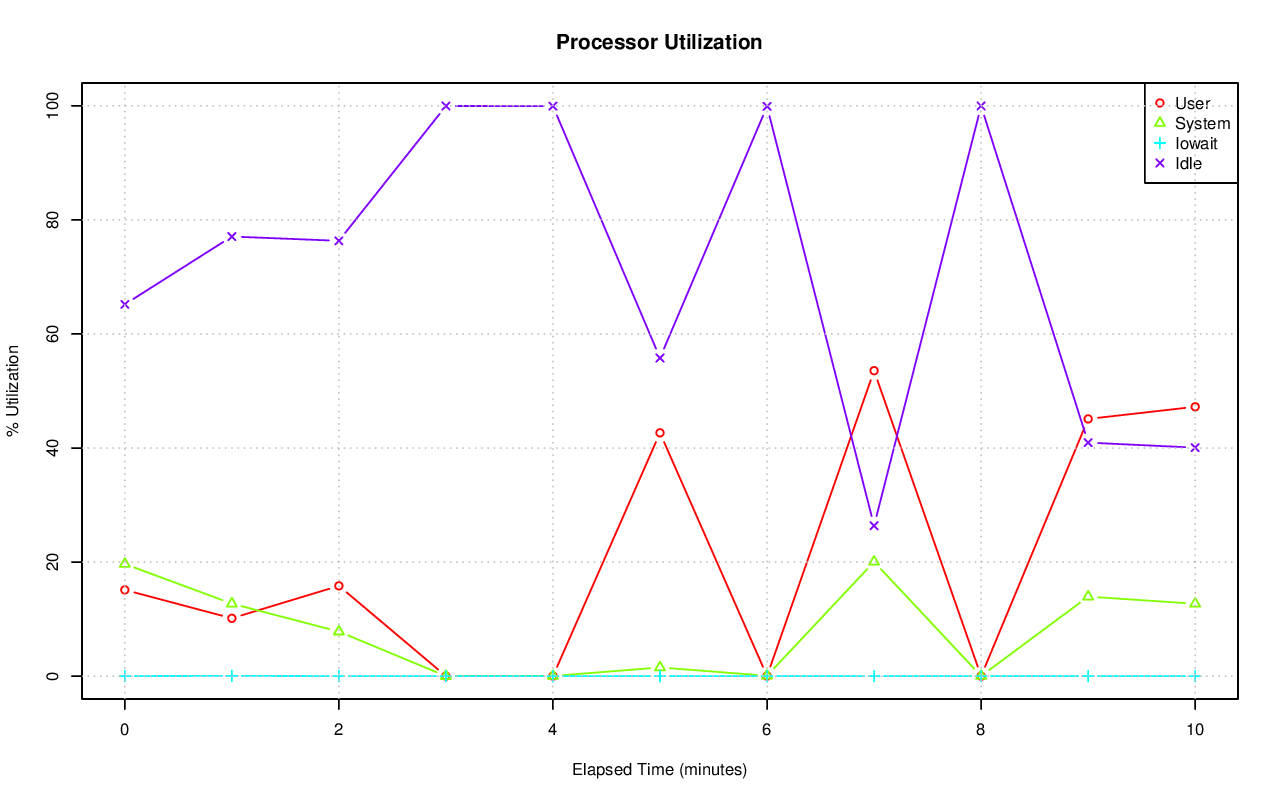 Processor Utilization
% Utilization
100
80
60
40
20
0
User
System
Iowait
Idle
0 2 4 6 8 10
Elapsed Time (minutes)